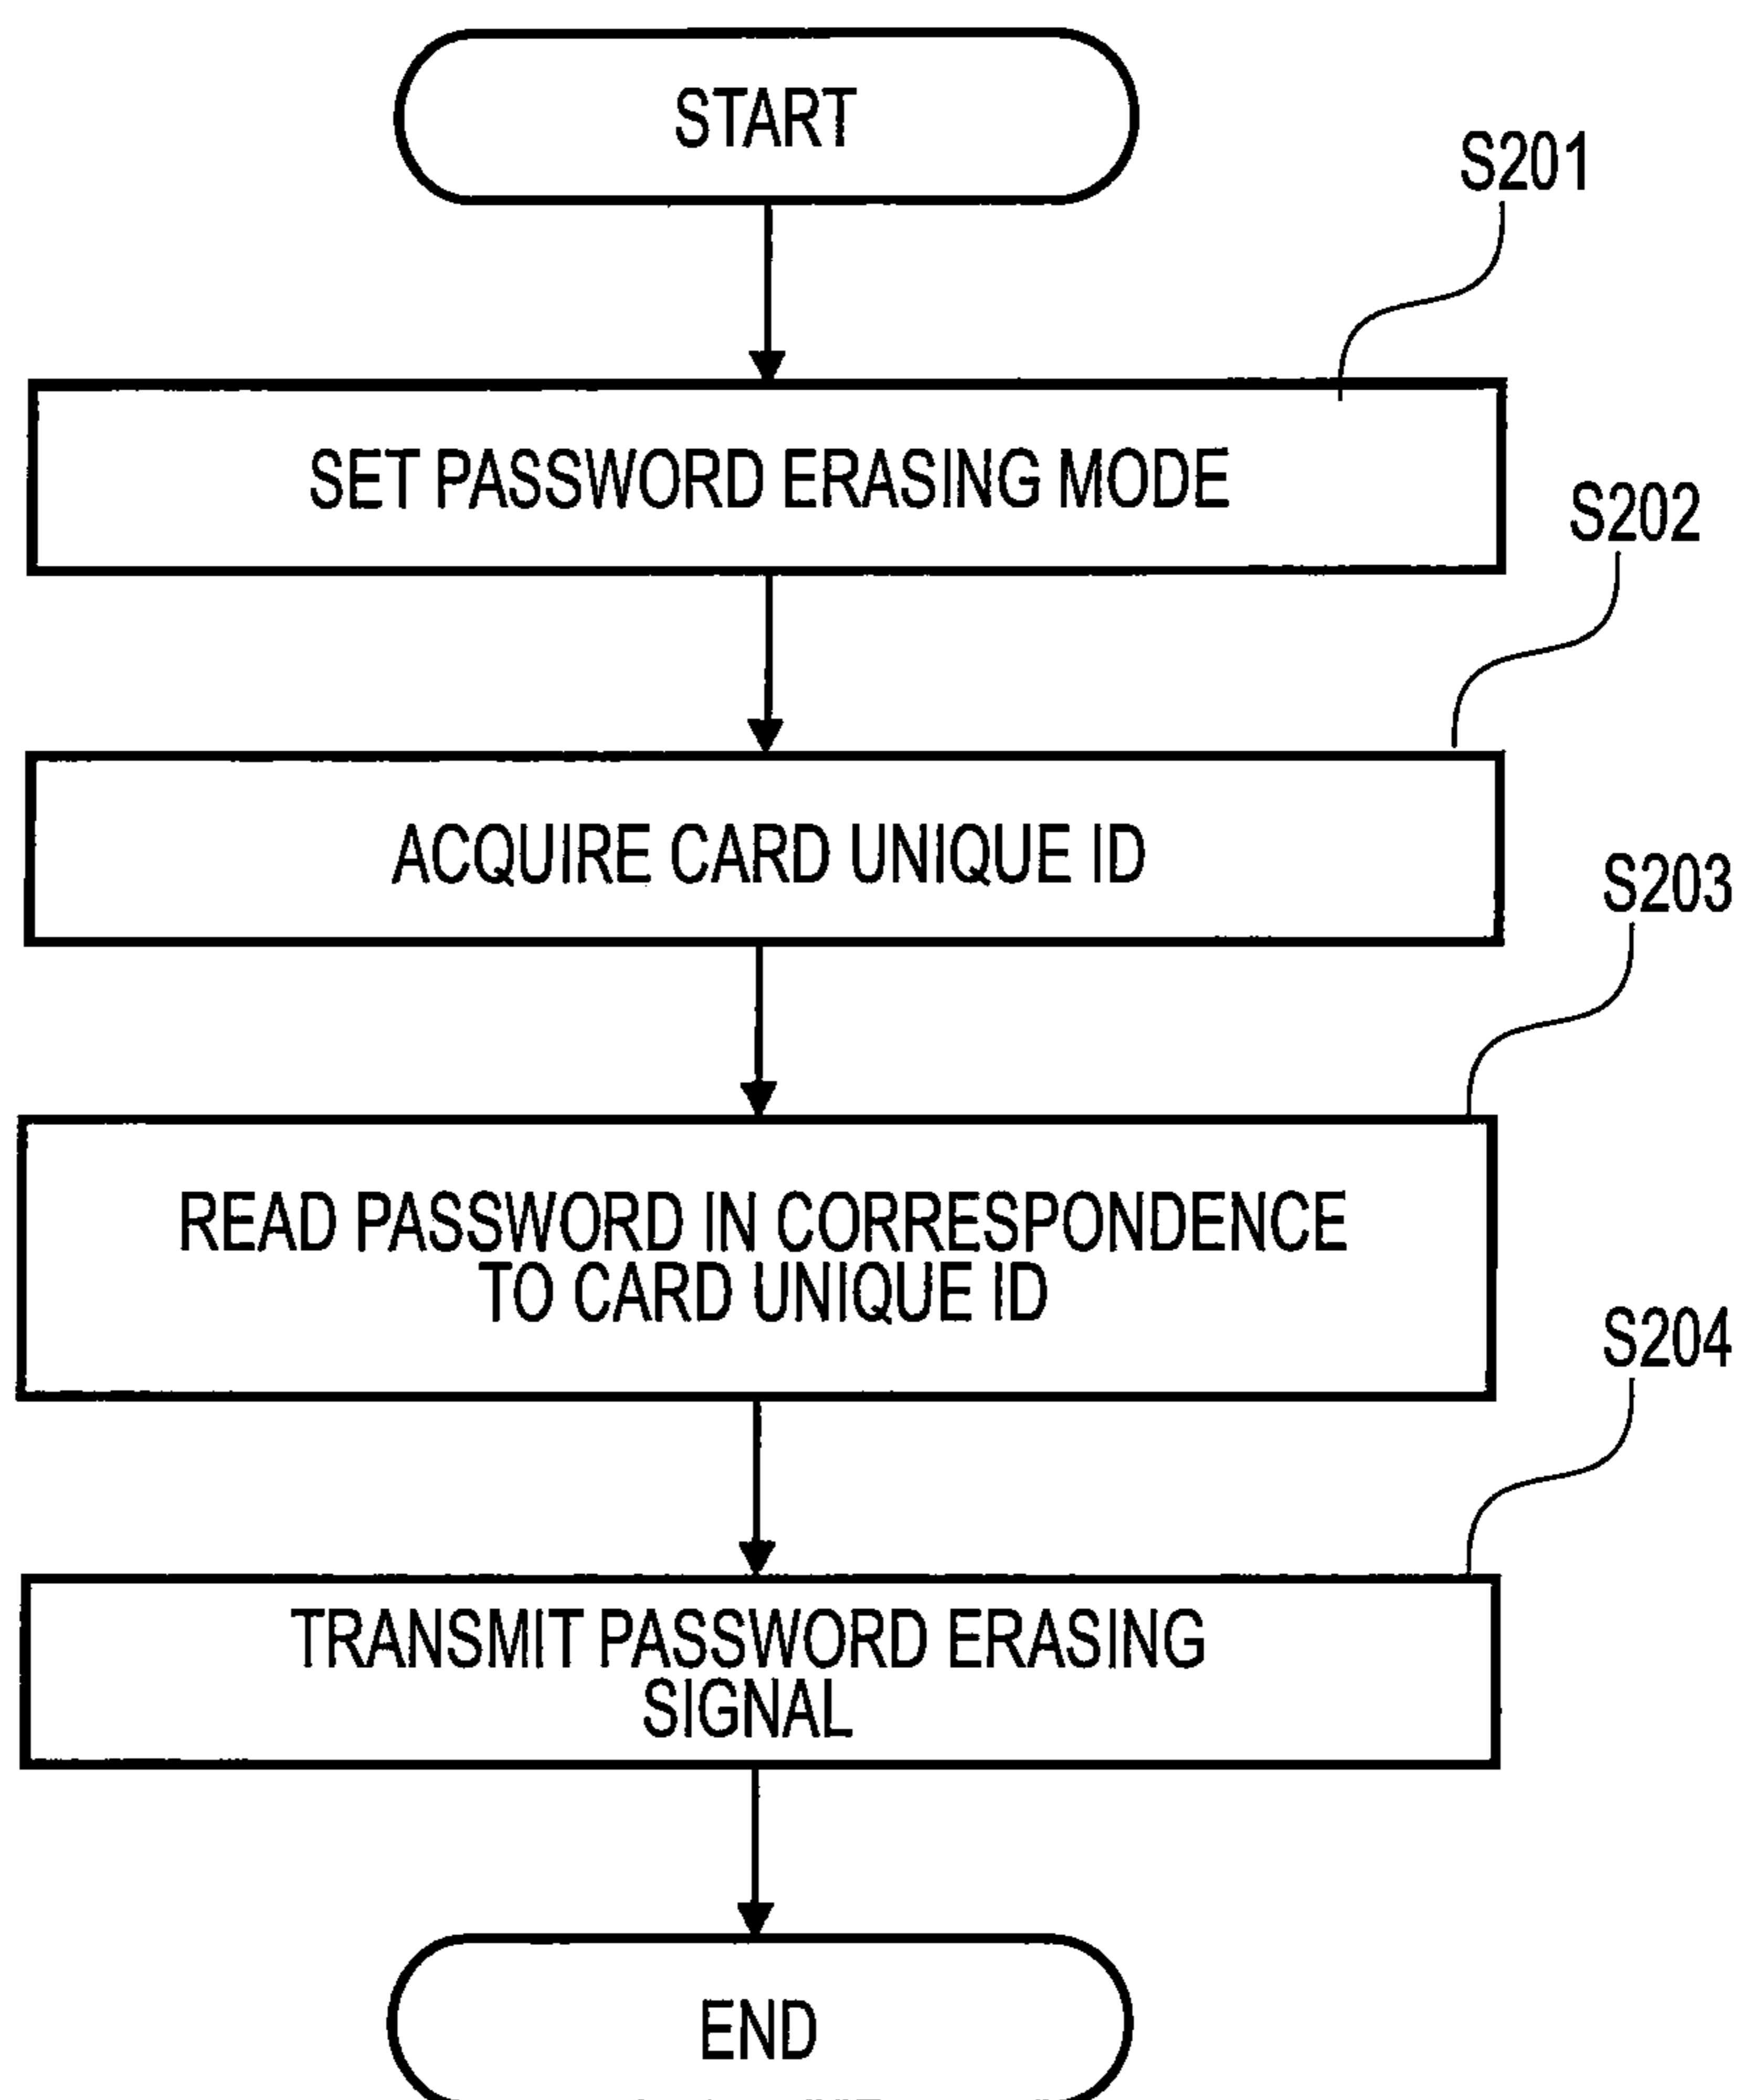 START
S201
SET PASSWORD ERASING MODE
S202
ACQUIRE CARD UNIQUE ID
S203
READ PASSWORD IN CORRESPONDENCE
TO CARD UNIQUE ID
S204
TRANSMIT PASSWORD ERASING
SIGNAL
END